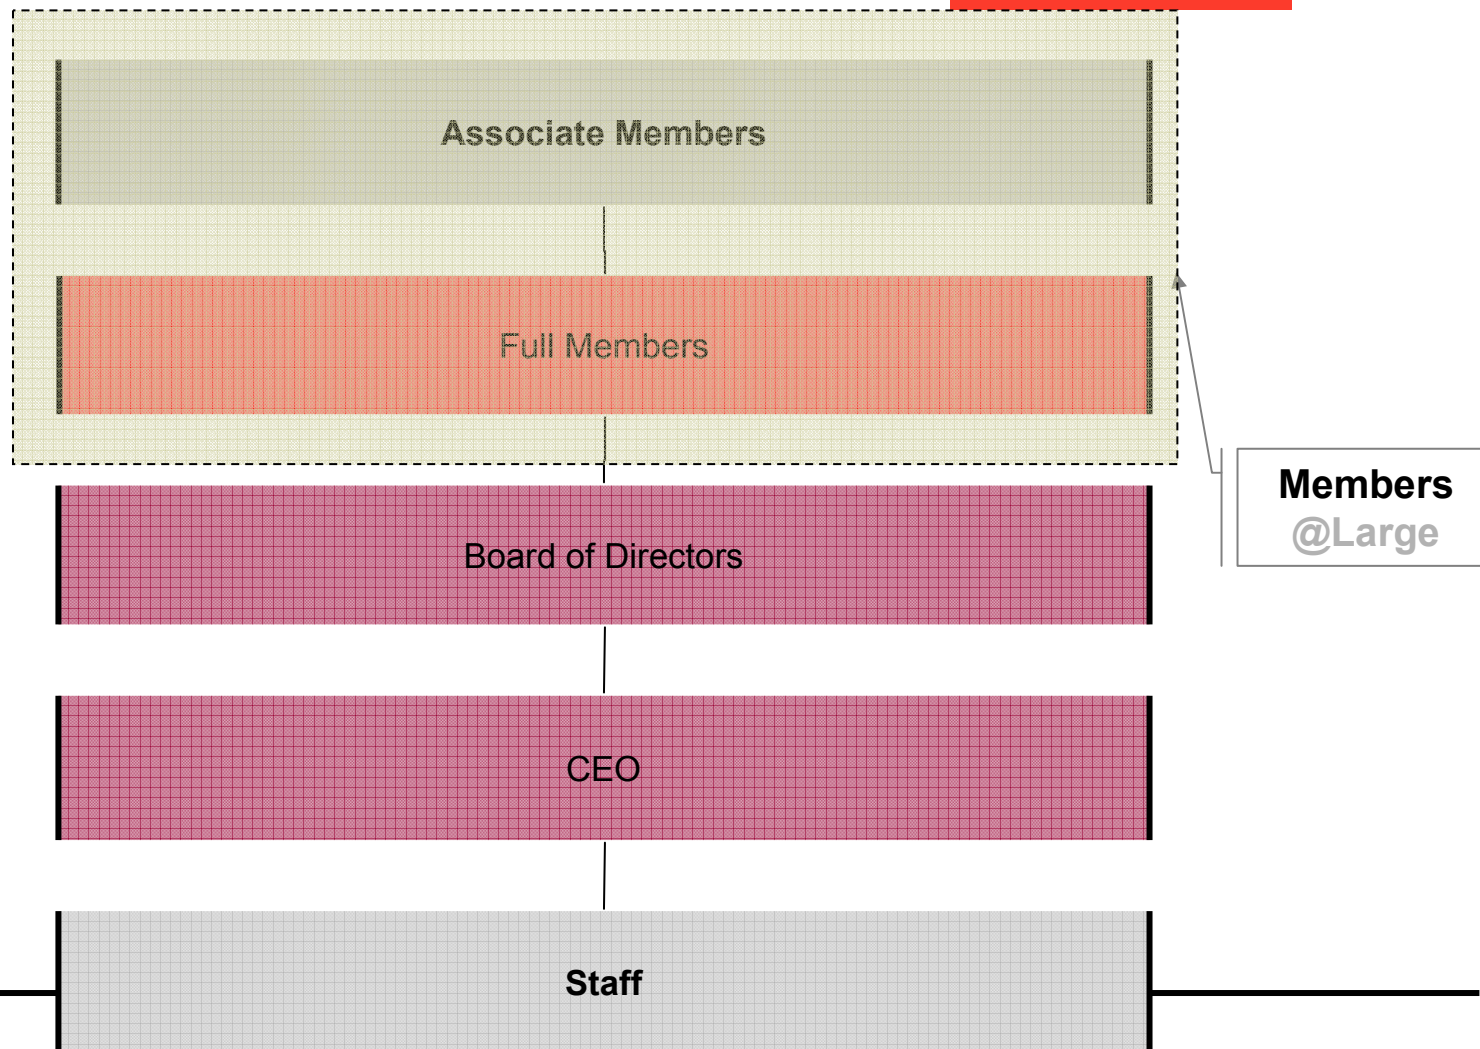 Associate Members
Full Members
Board of Directors
Members
@Large
CEO
Staff